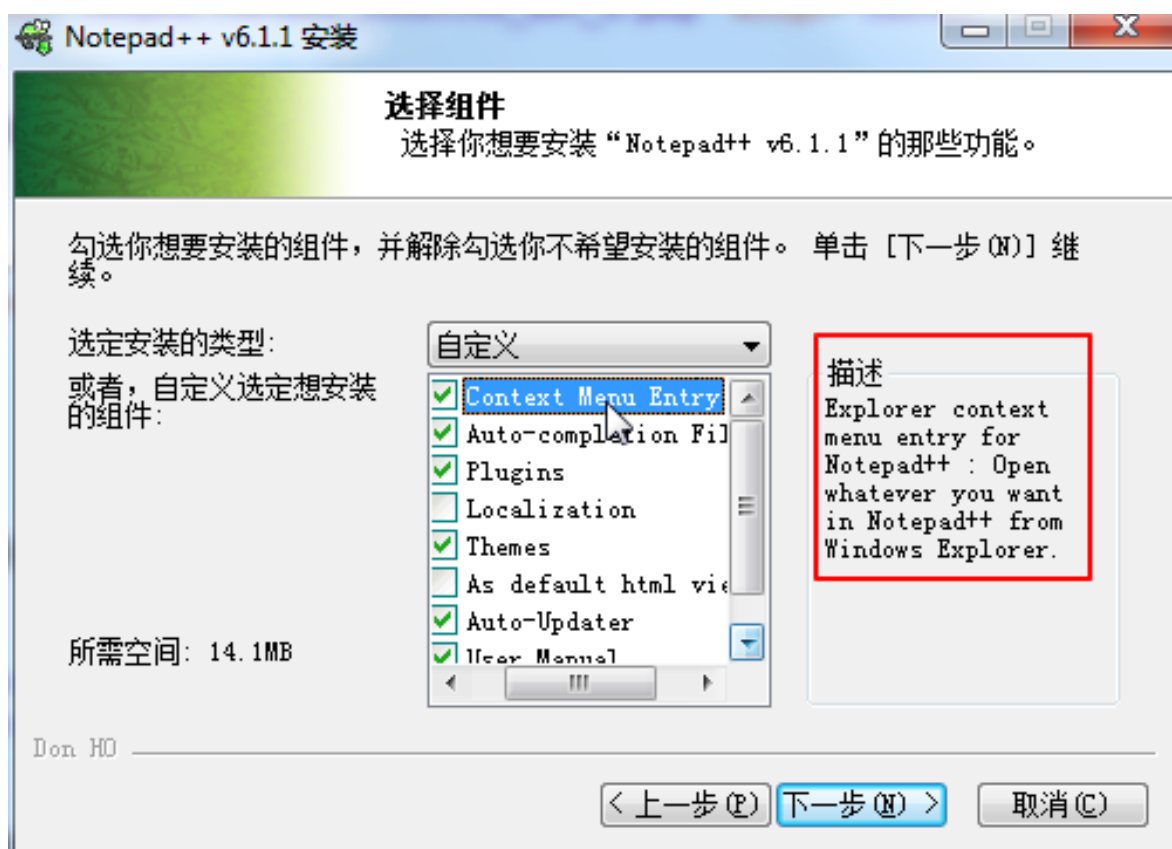 Notepad++ v6.1.1 安装
选择组件
选择你想要安装“Notepad++ v6.1.1”的那些功能。
勾选你想要安装的组件，并解除勾选你不希望安装的组件。 单击 [下一步(N)] 继
续。
选定安装的类型:
自定义
或者，自定义选定想安装
的组件:
Context Menu Entry
Auto-completion Fil
Plugins
Localization
Themes
As default html vie
Auto-Updater
User Manual
描述
Explorer context
menu entry for
Notepad++ : Open
whatever you want
in Notepad++ from
Windows Explorer.
所需空间: 14.1MB
Don HO
< 上一步(P) 下一步(N) > 取消(C)